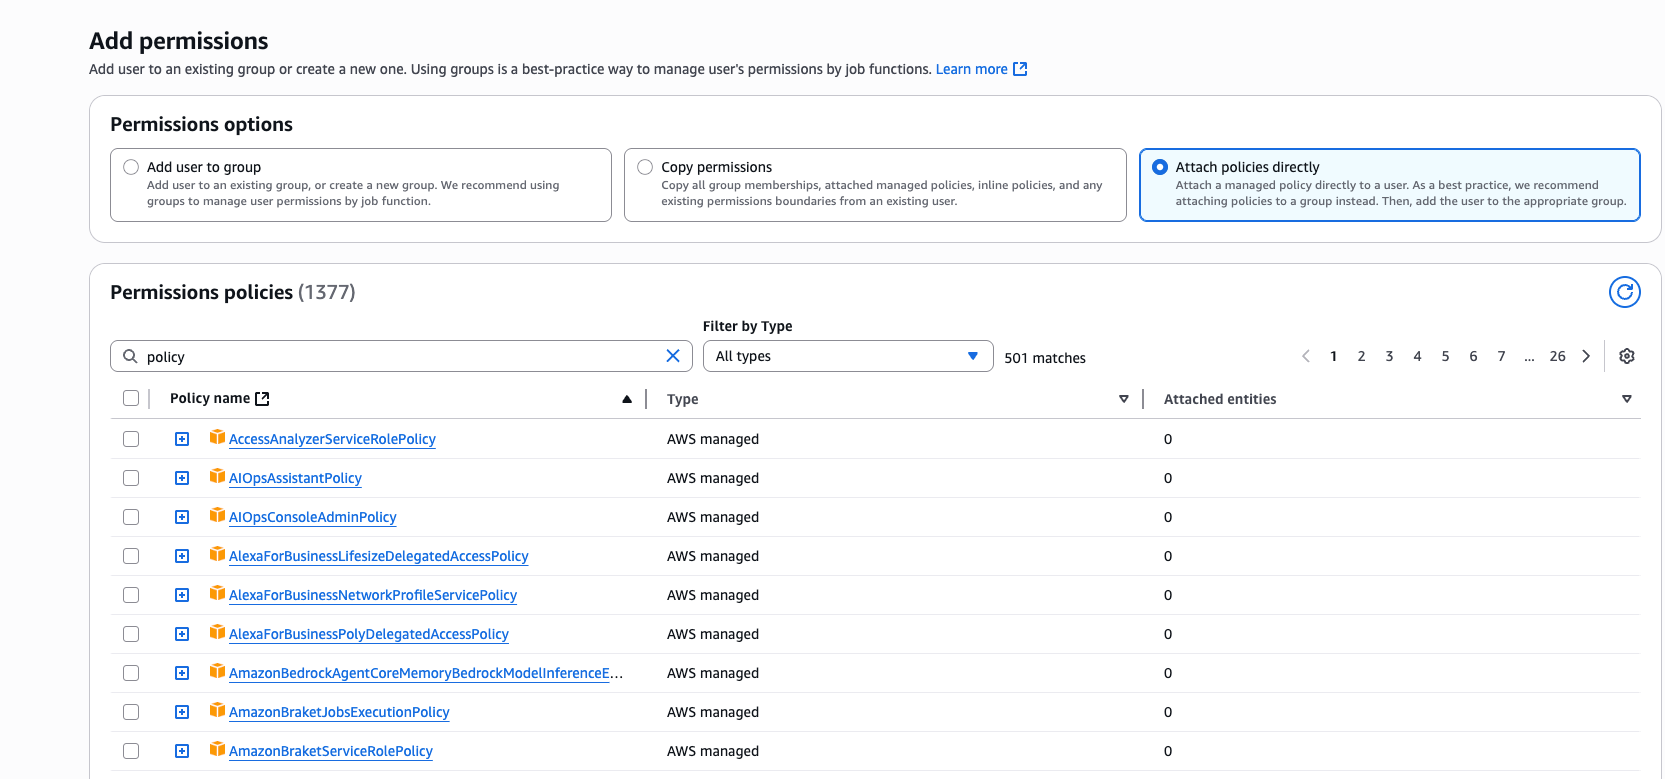 Add permissions
Add user to an existing group or create a new one. Using groups is a best-practice way to manage user's permissions by job functions. Learn more
Permissions options
Add user to group
Add user to an existing group, or create a new group. We recommend using
groups to manage user permissions by job function.
Copy permissions
Copy all group memberships, attached managed policies, inline policies, and any
existing permissions boundaries from an existing user.
Attach policies directly
Attach a managed policy directly to a user. As a best practice, we recommend
attaching policies to a group instead. Then, add the user to the appropriate group.
Permissions policies (1377)
Filter by Type
policy All types 501 matches 1 2 3 4 5 6 7 ... 26
Policy name Type Attached entities
AccessAnalyzerServiceRolePolicy AWS managed 0
AIOpsAssistantPolicy AWS managed 0
AIOpsConsoleAdminPolicy AWS managed 0
AlexaForBusinessLifesizeDelegatedAccessPolicy AWS managed 0
AlexaForBusinessNetworkProfileServicePolicy AWS managed 0
AlexaForBusinessPolyDelegatedAccessPolicy AWS managed 0
AmazonBedrockAgentCoreMemoryBedrockModelInferenceE... AWS managed 0
AmazonBraketJobsExecutionPolicy AWS managed 0
AmazonBraketServiceRolePolicy AWS managed 0